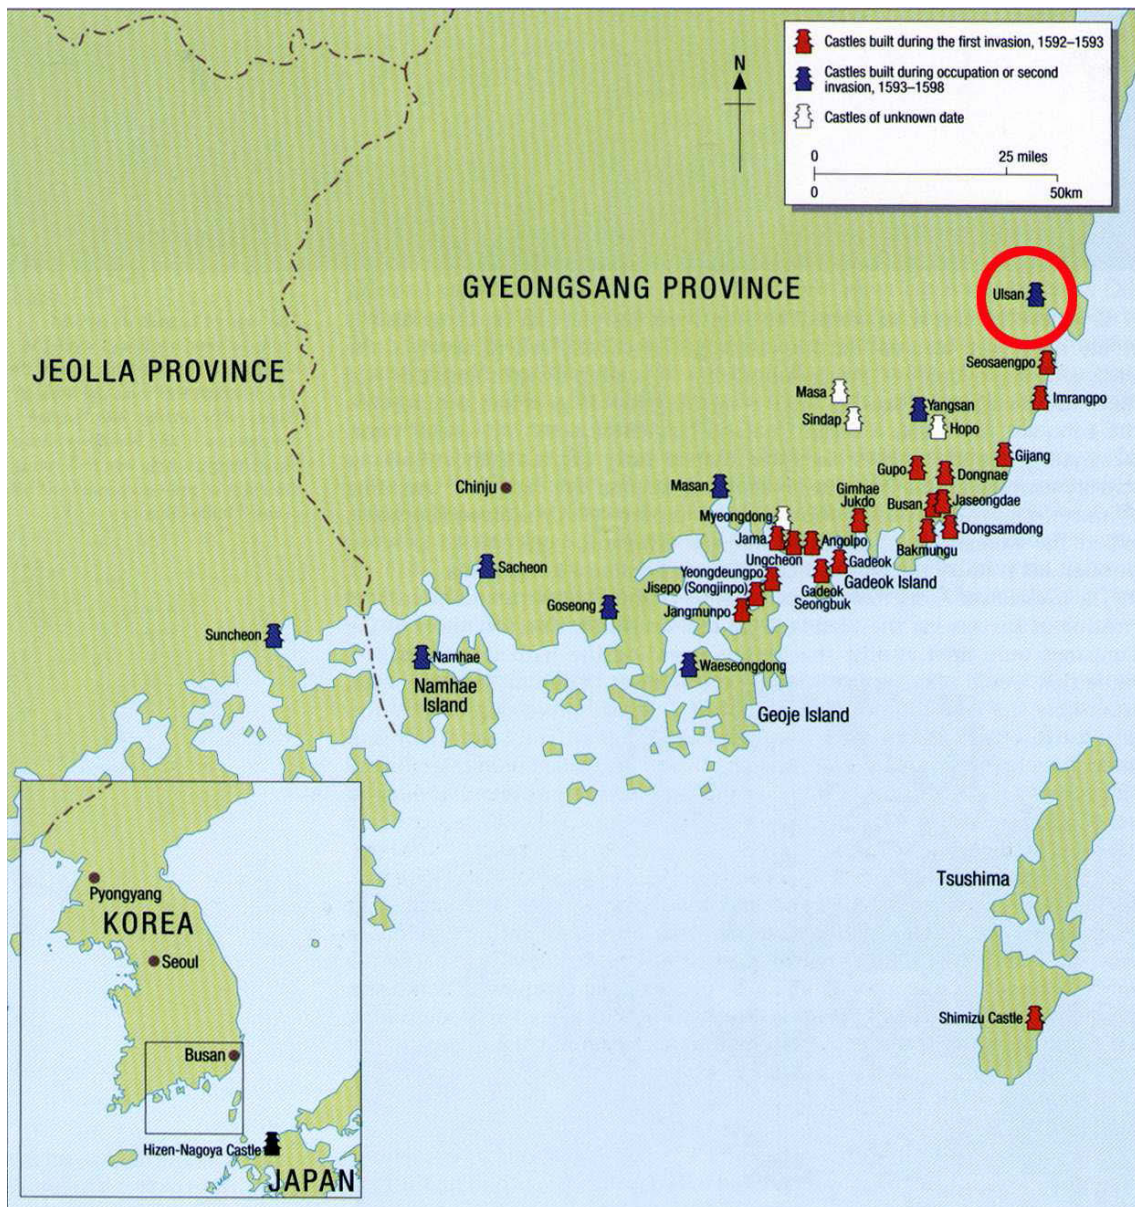 Castles built during the first invasion, 1592–1593
Castles built during occupation or second
invasion, 1593–1598
Castles of unknown date
0
25 miles
0
50km
N
GYEONGSANG PROVINCE
JEOLLA PROVINCE
Ulsan
Seosaengpo
Imrangpo
Masa
Sindap
Yangsan
Hopo
Gijang
Gupo
Dongnae
Chinju
Masan
Gimhae
Jukdo
Busan
Jaseongdae
Myeongdong
Dongsamdong
Jama
Angolpo
Bakmungu
Ungcheon
Gadeok
Sacheon
Yeongdeungpo
Gadeok Island
Jisepo (Songjinpo)
Gadeok
Seongbuk
Goseong
Jangmunpo
Suncheon
Namhae
Waeseongdong
Namhae
Island
Geoje Island
Tsushima
Shimizu Castle
Pyongyang
KOREA
Seoul
Busan
Hizen-Nagoya Castle
JAPAN